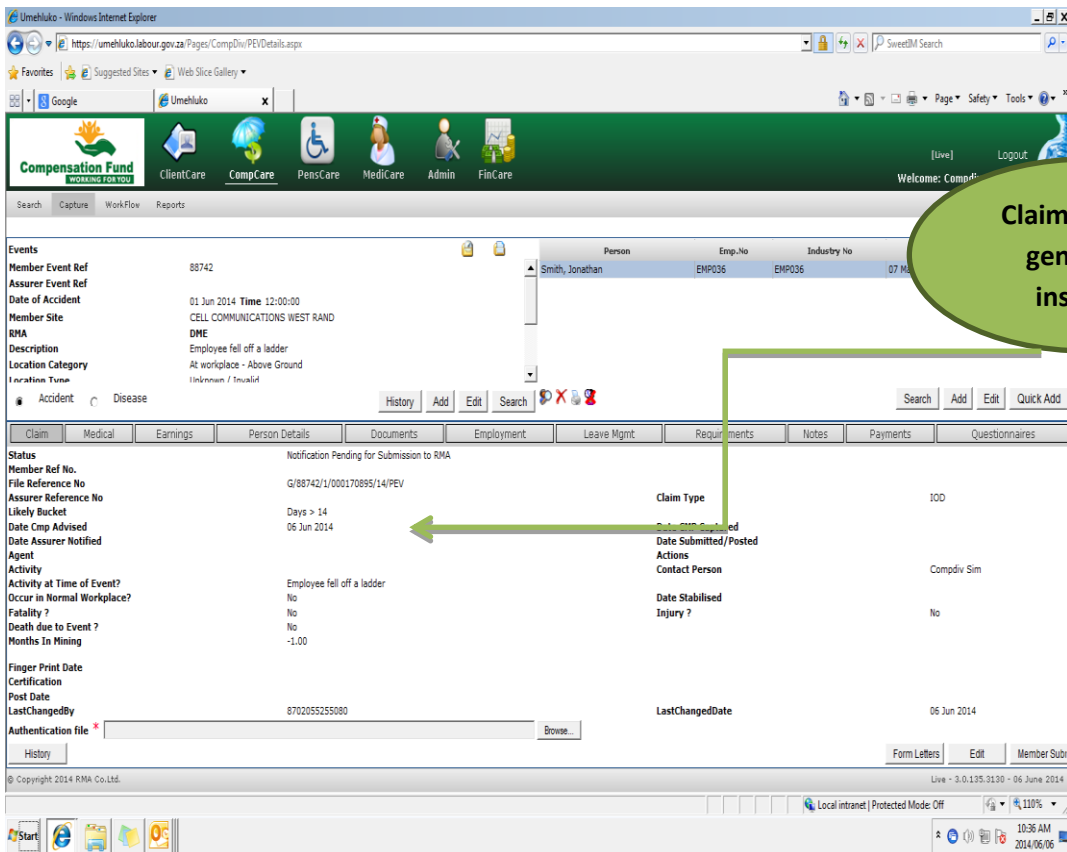 Umehluko - Windows Internet Explorer
https://umehluko.labour.gov.za/Pages/CompDiv/PEVDetails.aspx
SweetIM Search
Favorites Suggested Sites Web Slice Gallery
Google Umehluko x Page Safety Tools
Compensation Fund
WORKING FOR YOU
ClientCare CompCare PensCare MediCare Admin FinCare
[Live] Logout
Welcome:
Search Capture WorkFlow Reports
Claim
Events
Person Emp.No Industry No
Member Event Ref 88742
Smith, Jonathan EMP036 EMP036 07
Assurer Event Ref
Date of Accident 01 Jun 2014 Time 12:00:00
Member Site CELL COMMUNICATIONS WEST RAND
RMA DME
Description Employee fell off a ladder
Location Category At workplace - Above Ground
Location Type Unknown / Invalid
Accident Disease History Add Edit Search Search Add Edit Quick Add
Claim Medical Earnings Person Details Documents Employment Leave Mgmt Requirements Notes Payments Questionnaires
Status Notification Pending for Submission to RMA
Member Ref No.
File Reference No G/88742/1/000170895/14/PEV
Assurer Reference No Claim Type IOD
Likely Bucket Days > 14
Date Cmp Advised 06 Jun 2014 Date CMP Captured
Date Assurer Notified Date Submitted/Posted
Agent Actions
Activity Contact Person Compdiv Sim
Activity at Time of Event? Employee fell off a ladder
Occur in Normal Workplace? No Date Stabilised
Fatality ? No Injury ? No
Death due to Event ? No
Months In Mining -1.00
Finger Print Date
Certification
Post Date
LastChangedBy 8702055255080 LastChangedDate 06 Jun 2014
Authentication file * Browse...
History Form Letters Edit Member
© Copyright 2014 RMA Co.Ltd. Live - 3.0.135.3130 - 06 June 2014
Local intranet | Protected Mode: Off 110%
Start 10:36 AM
2014/06/06